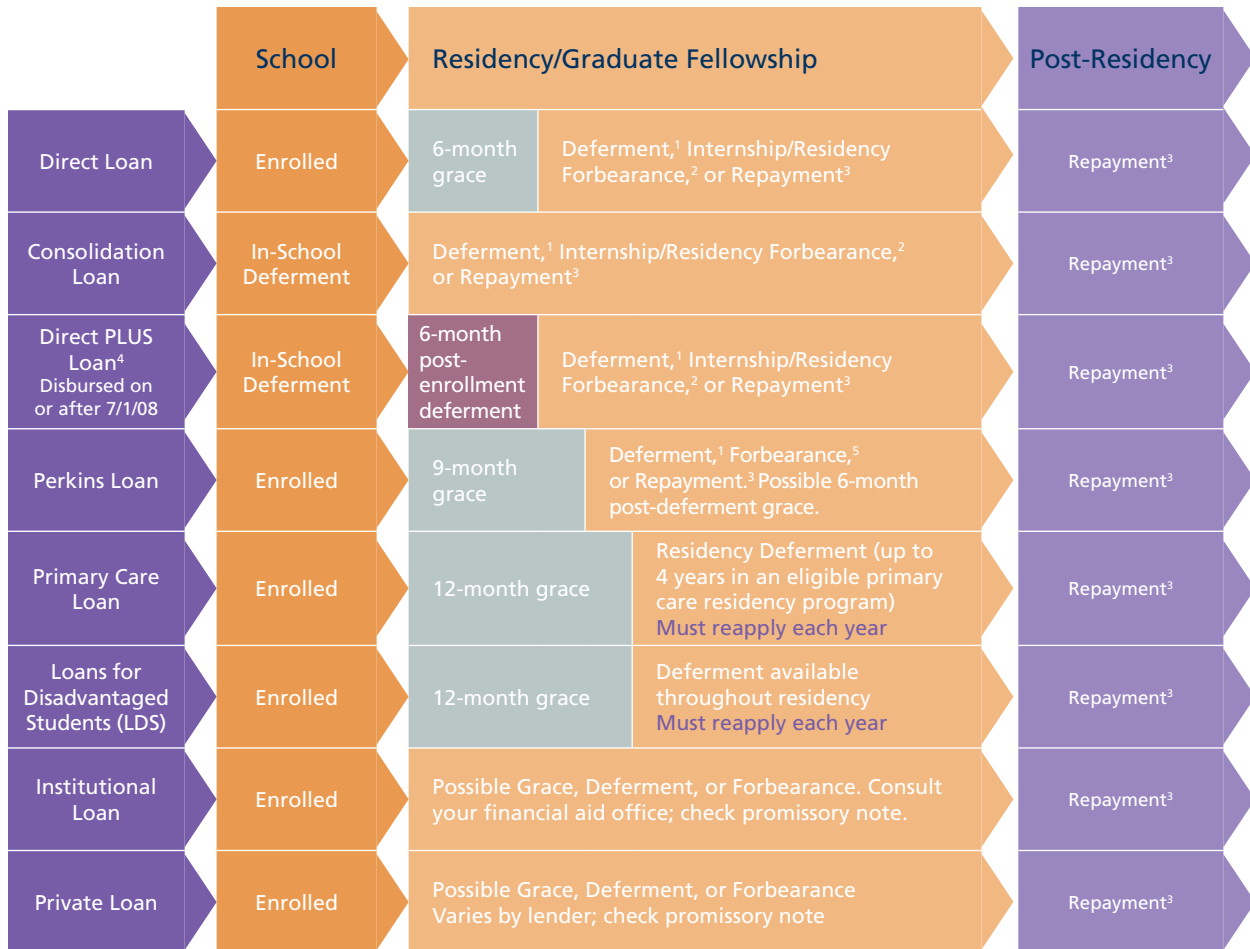 School
Residency/Graduate Fellowship
Post-Residency
Direct Loan
Enrolled
6-month
grace
Deferment,¹ Internship/Residency
Forbearance,² or Repayment³
Repayment³
Consolidation
Loan
In-School
Deferment
Deferment,¹ Internship/Residency Forbearance,²
or Repayment³
Repayment³
Direct PLUS
Loan⁴
Disbursed on
or after 7/1/08
In-School
Deferment
6-month
post-
enrollment
deferment
Deferment,¹ Internship/Residency
Forbearance,² or Repayment³
Repayment³
Perkins Loan
Enrolled
9-month
grace
Deferment,¹ Forbearance,⁵
or Repayment.³ Possible 6-month
post-deferment grace.
Repayment³
Primary Care
Loan
Enrolled
12-month grace
Residency Deferment (up to
4 years in an eligible primary
care residency program)
Must reapply each year
Repayment³
Loans for
Disadvantaged
Students (LDS)
Enrolled
12-month grace
Deferment available
throughout residency
Must reapply each year
Repayment³
Institutional
Loan
Enrolled
Possible Grace, Deferment, or Forbearance. Consult
your financial aid office; check promissory note.
Repayment³
Private Loan
Enrolled
Possible Grace, Deferment, or Forbearance
Varies by lender; check promissory note
Repayment³